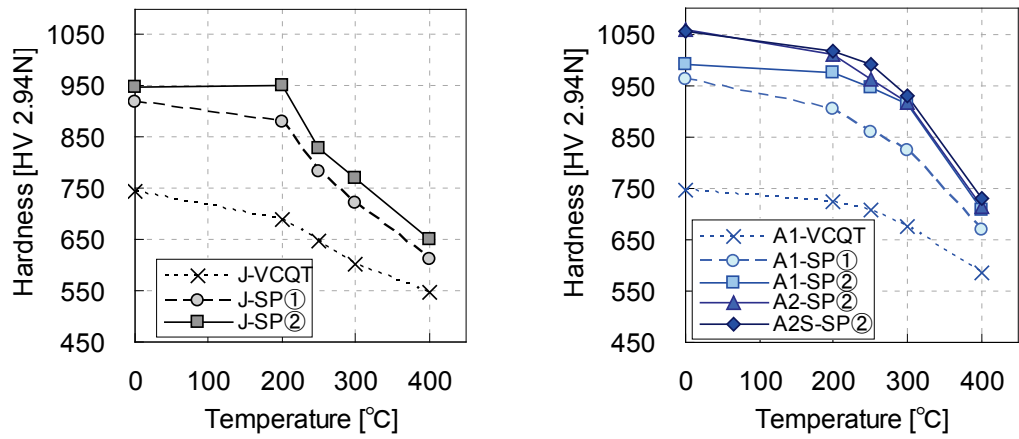 Hardness [HV 2.94N]
1050
950
850
750
650
550
450
J-VCQT
J-SP①
J-SP②
0 100 200 300 400
Temperature [°C]
Hardness [HV 2.94N]
1050
950
850
750
650
550
450
A1-VCQT
A1-SP①
A1-SP②
A2-SP②
A2S-SP②
0 100 200 300 400
Temperature [°C]